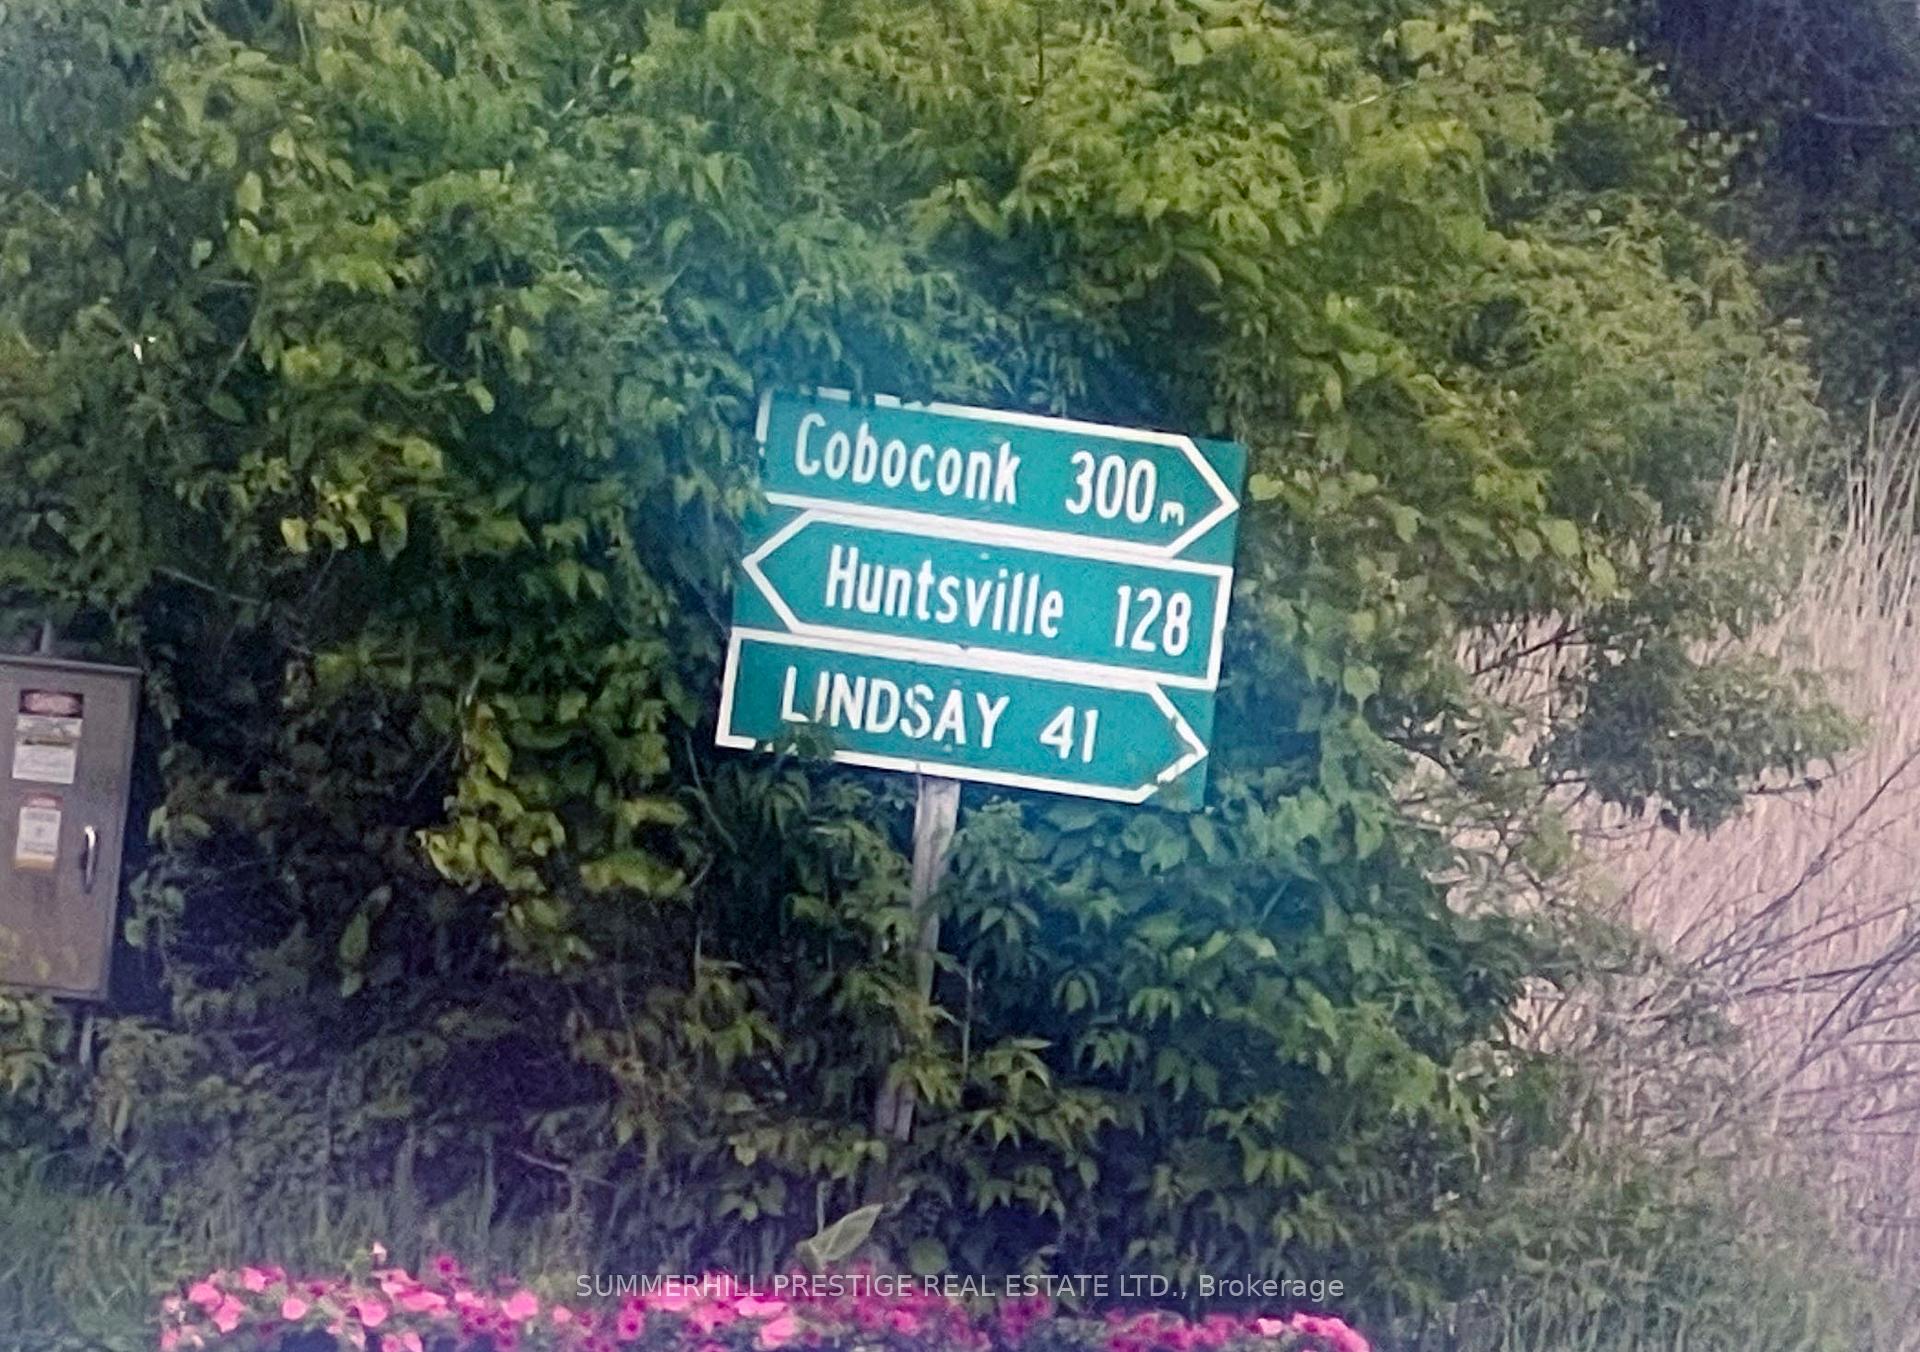 Coboconk 300m
Huntsville 128
LINDSAY 41
SUMMERHILL PRESTIGE REAL ESTATE LTD., Brokerage